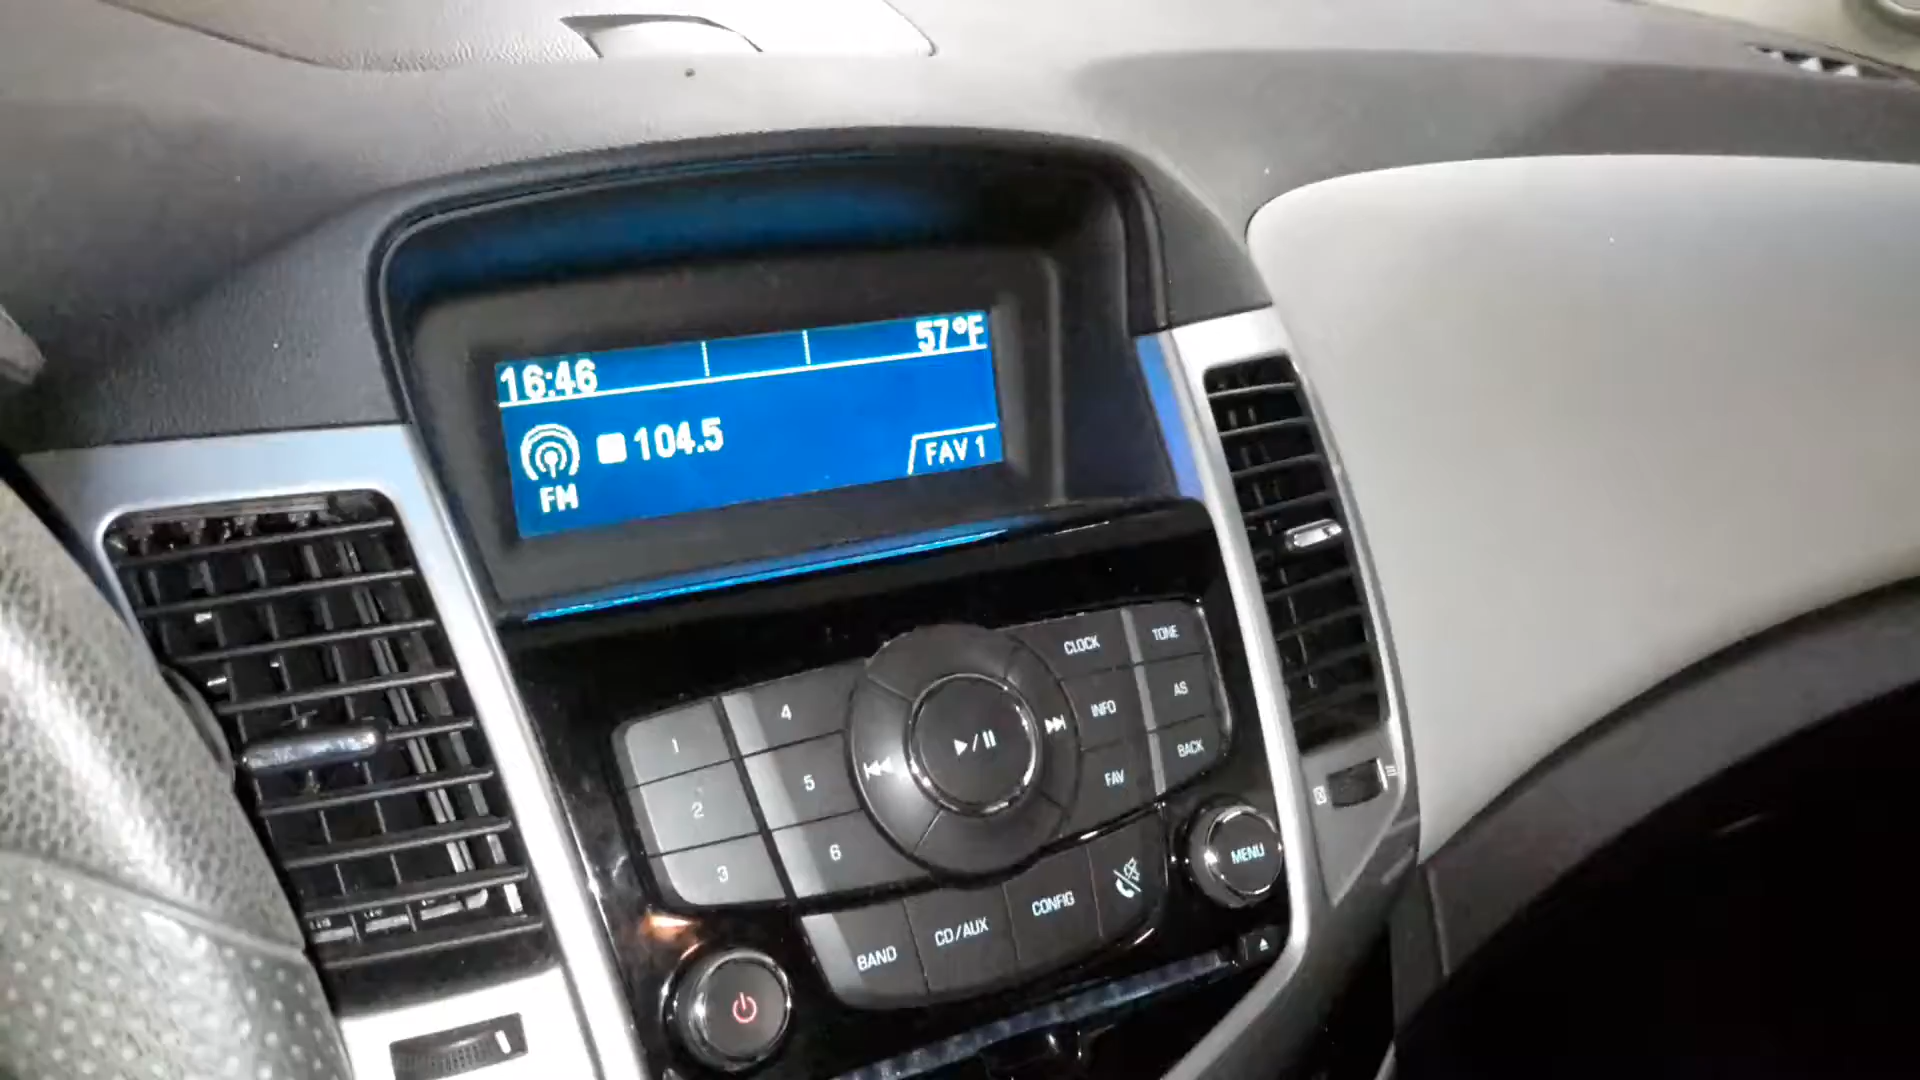 16:46
57°F
104.5
FM
FAV 1
1
2
3
4
5
6
CLOCK
TONE
INFO
AS
FAV
BACK
MENU
BAND
CD/AUX
CONFIG